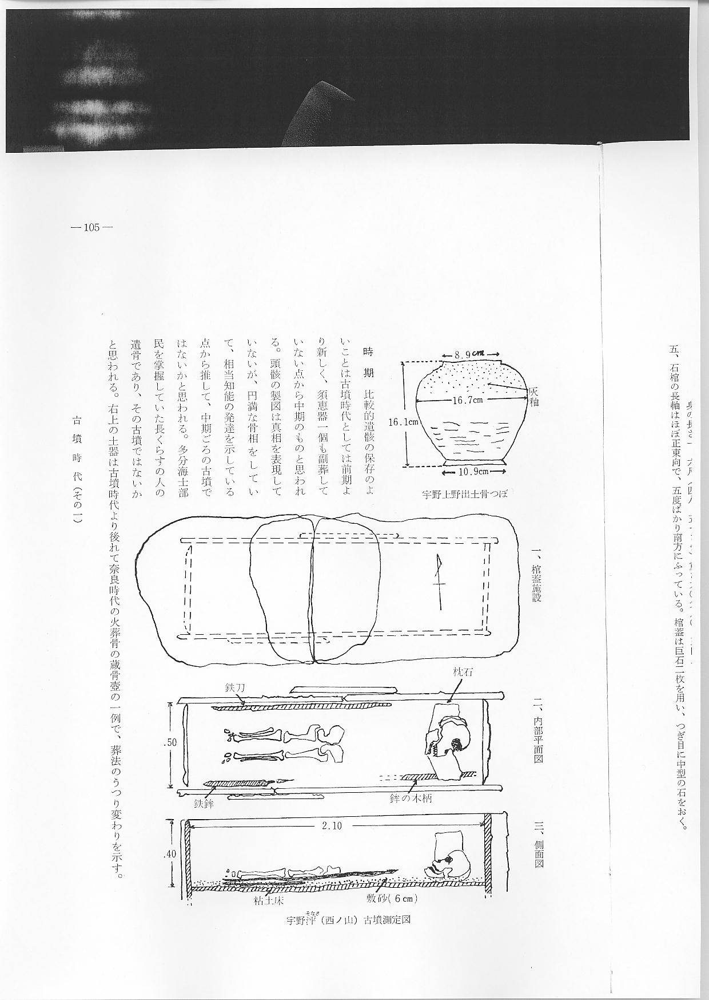 五、石棺の長軸はほぼ正東向で、五度ばかり南方にふっている。棺蓋は巨石二枚を用い、つぎ目に中型の石をおく。
8.9cm
灰釉
16.7cm
16.1cm
10.9cm
宇野上野出土骨つぼ
時　期　比較的遺骸の保存のよ
いことは古墳時代としては前期よ
り新しく、須恵器一個も副葬して
いない点から中期のものと思われ
る。頭骸の製図は真相を表現して
いないが、円満な骨相をしてい
て、相当知能の発達を示している
点から推して、中期ごろの古墳で
はないかと思われる。多分海士部
民を掌握していた長くらすの人の
遺骨であり、その古墳ではないか
と思われる。右上の土器は古墳時代より後れて奈良時代の火葬骨の蔵骨壺の一例で、葬法のうつり変わりを示す。
一、棺蓋施設
二、内部平面図
枕石
鉄刀
.50
鉄鉾
鉾の木柄
三、側面図
2.10
.40
粘土床
敷砂(6cm)
そなき
宇野（西ノ山）古墳測定図
古墳時代（その一）
―105―